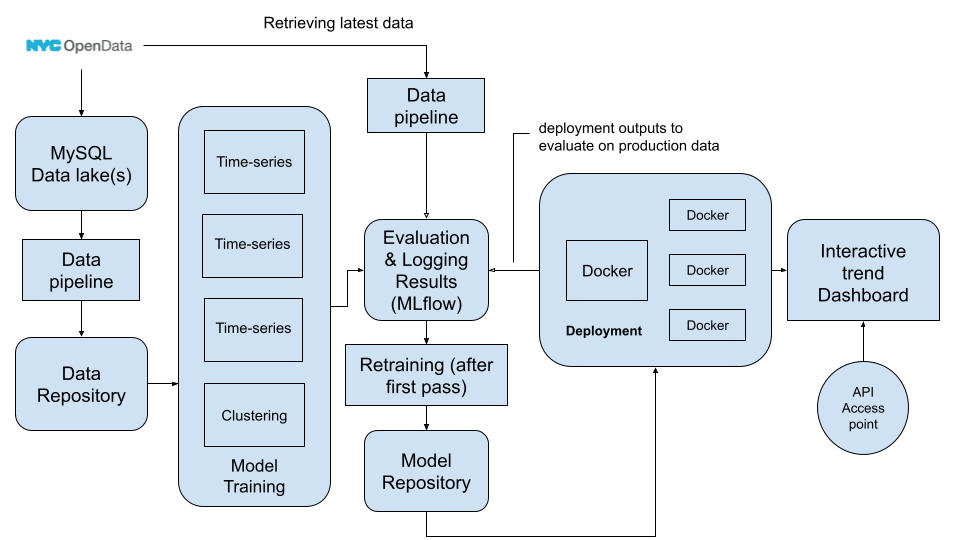 Retrieving latest data
NYC OpenData
Data
pipeline
deployment outputs to
evaluate on production data
MySQL
Data lake(s)
Data
pipeline
Data
Repository
Time-series
Time-series
Time-series
Clustering
Model
Training
Evaluation
& Logging
Results
(MLflow)
Retraining (after
first pass)
Model
Repository
Docker
Docker
Docker
Docker
Deployment
Interactive
trend
Dashboard
API
Access
point